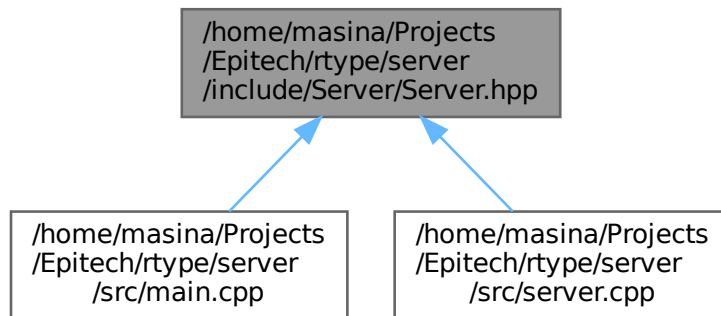 /home/masina/Projects
/Epitech/rtype/server
/include/Server/Server.hpp
/home/masina/Projects
/Epitech/rtype/server
/src/main.cpp
/home/masina/Projects
/Epitech/rtype/server
/src/server.cpp